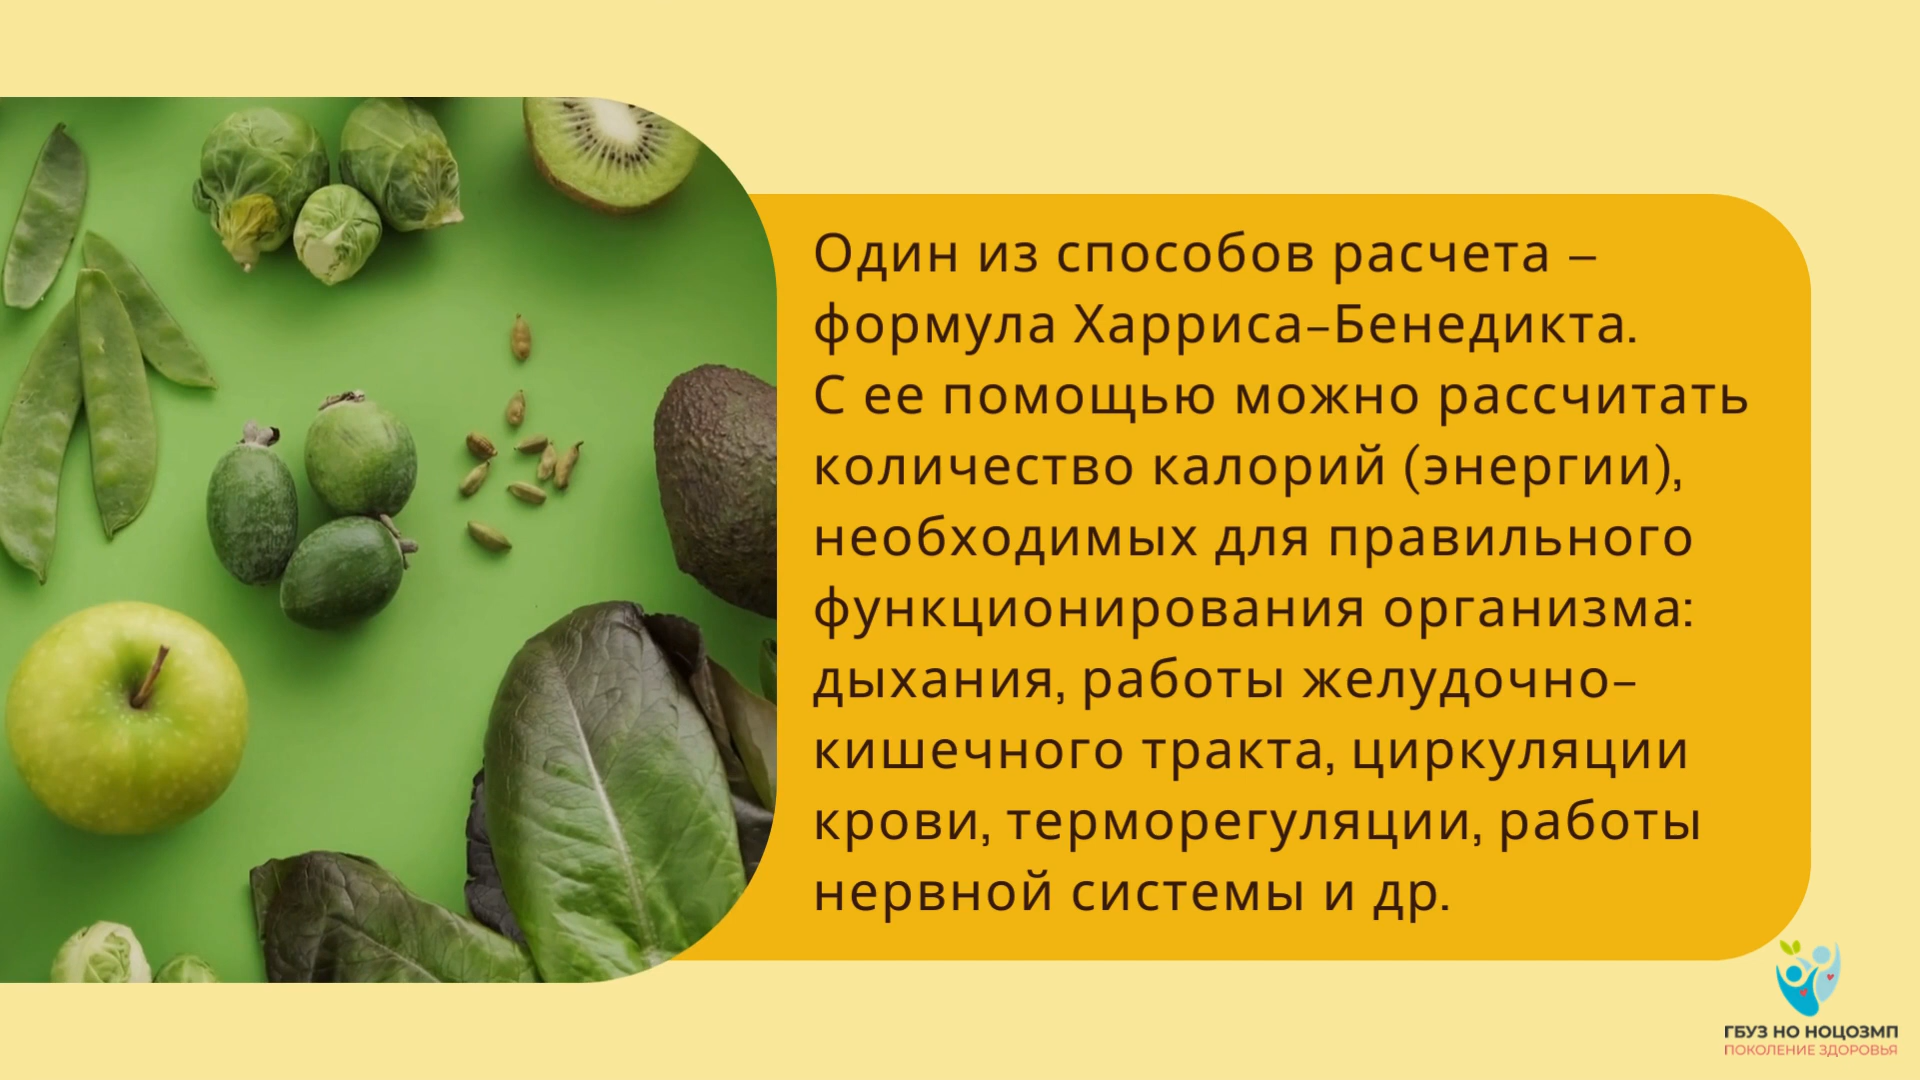 Один из способов расчета –
формула Харриса–Бенедикта.
С ее помощью можно рассчитать
количество калорий (энергии),
необходимых для правильного
функционирования организма:
дыхания, работы желудочно–
кишечного тракта, циркуляции
крови, терморегуляции, работы
нервной системы и др.
ГБУЗ НО НОЦОЗМП
ПОКОЛЕНИЕ ЗДОРОВЬЯ